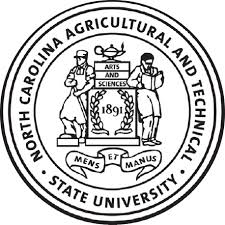 NORTH CAROLINA AGRICULTURAL AND TECHNICAL
• STATE UNIVERSITY •
ARTS
AND
SCIENCES
1891
MENS ET MANUS